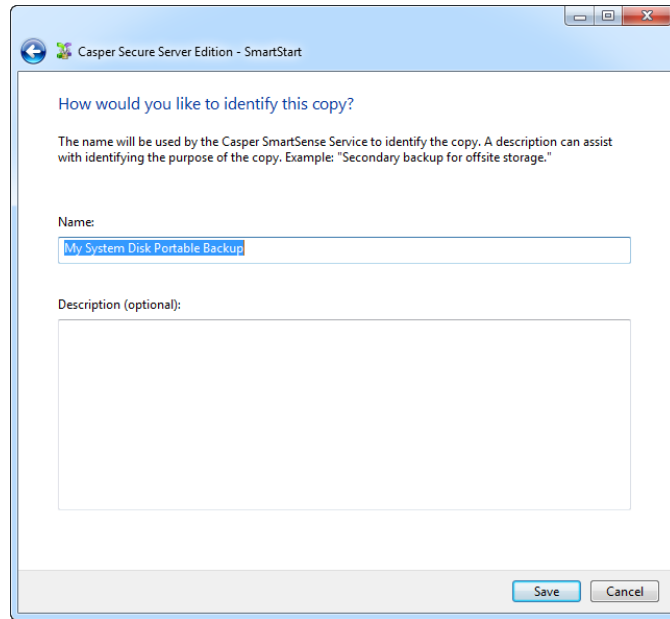 Casper Secure Server Edition - SmartStart
How would you like to identify this copy?
The name will be used by the Casper SmartSense Service to identify the copy. A description can assist
with identifying the purpose of the copy. Example: "Secondary backup for offsite storage."
Name:
My System Disk Portable Backup
Description (optional):
Save Cancel